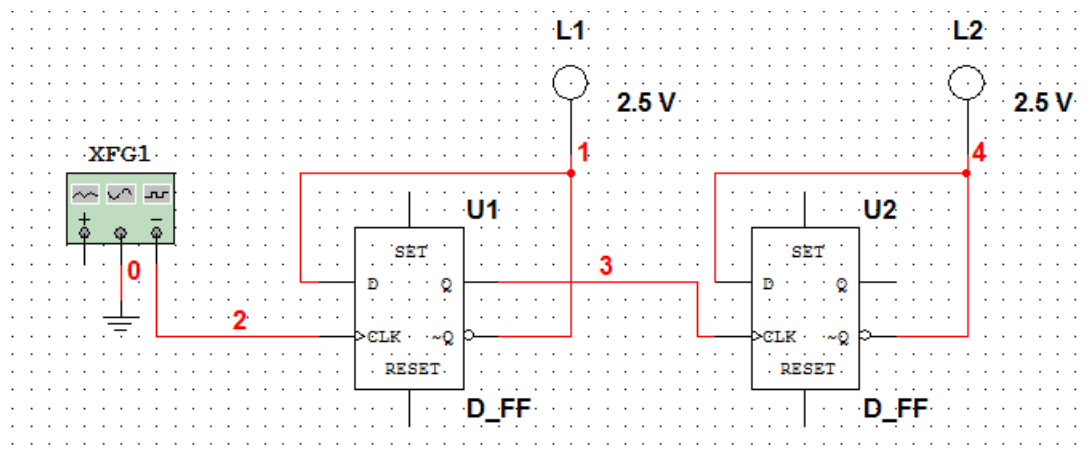 L1
L2
2.5 V
2.5 V
XFG1
+
−
0
1
4
2
3
U1
SET
D
Q
CLK
~Q
RESET
D_FF
U2
SET
D
Q
CLK
~Q
RESET
D_FF